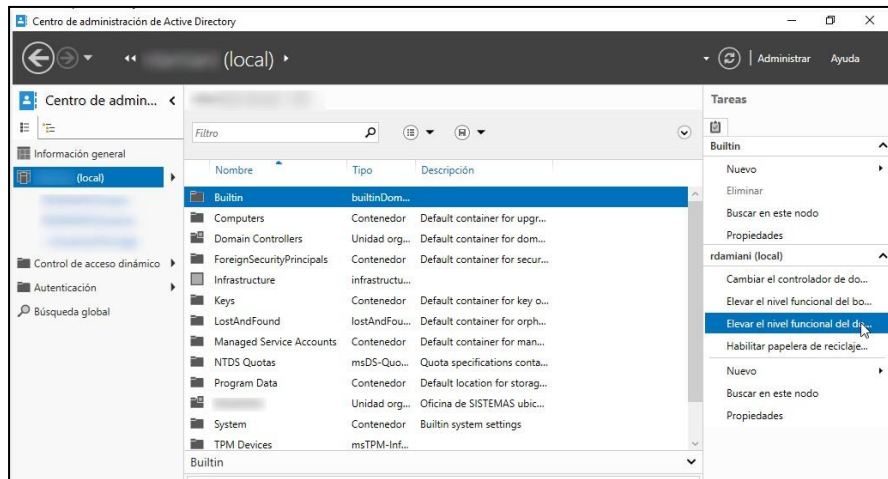 Centro de administración de Active Directory
(local)
Administrar Ayuda
Centro de admin...
Información general
(local)
Control de acceso dinámico
Autenticación
Búsqueda global
Filtro
Nombre Tipo Descripción
Builtin builtinDom...
Computers Contenedor Default container for upgr...
Domain Controllers Unidad org... Default container for dom...
ForeignSecurityPrincipals Contenedor Default container for secur...
Infrastructure infrastructu...
Keys Contenedor Default container for key o...
LostAndFound lostAndFou... Default container for orph...
Managed Service Accounts Contenedor Default container for man...
NTDS Quotas msDS-Quo... Quota specifications conta...
Program Data Contenedor Default location for storag...
Unidad org... Oficina de SISTEMAS ubic...
System Contenedor Builtin system settings
TPM Devices msTPM-Inf...
Builtin
Tareas
Builtin
Nuevo
Eliminar
Buscar en este nodo
Propiedades
rdamiani (local)
Cambiar el controlador de do...
Elevar el nivel funcional del bo...
Elevar el nivel funcional del do...
Habilitar papelera de reciclaje...
Nuevo
Buscar en este nodo
Propiedades